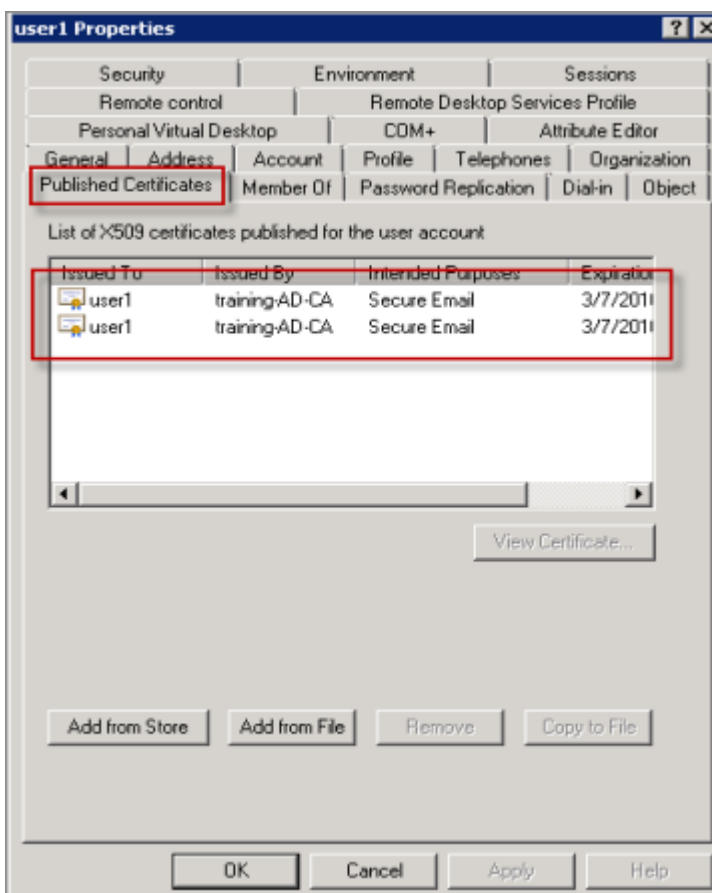 user1 Properties
Security Environment Sessions
Remote control Remote Desktop Services Profile
Personal Virtual Desktop COM+ Attribute Editor
General Address Account Profile Telephones Organization
Published Certificates Member Of Password Replication Dial-in Object
List of X509 certificates published for the user account
Issued To Issued By Intended Purposes
user1 training-AD-CA Secure Email
user1 training-AD-CA Secure Email
View Certificate...
Add from Store Add from File Remove Copy to File
OK Cancel Apply Help